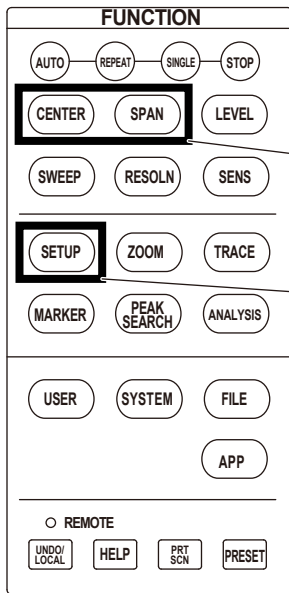 FUNCTION
AUTO REPEAT SINGLE STOP
CENTER SPAN LEVEL
SWEEP RESOLN SENS
SETUP ZOOM TRACE
MARKER PEAK SEARCH ANALYSIS
USER SYSTEM FILE
APP
REMOTE
UNDO/ LOCAL HELP PRT SCN PRESET